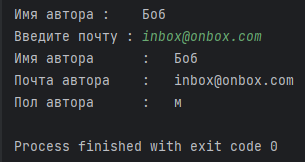 Имя автора :    Боб
Введите почту : inbox@onbox.com
Имя автора      :   Боб
Почта автора    :   inbox@onbox.com
Пол автора      :   м
Process finished with exit code 0